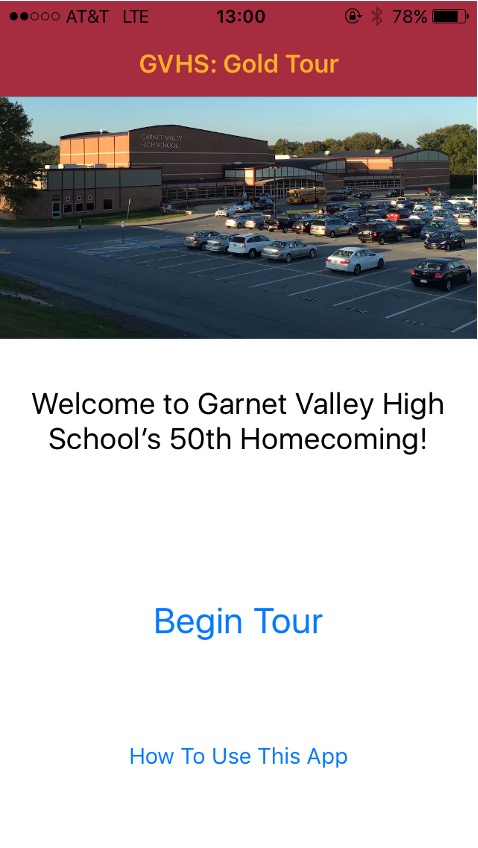 AT&T LTE 13:00 78%
GVHS: Gold Tour
GARNET VALLEY
HIGH SCHOOL
Welcome to Garnet Valley High
School’s 50th Homecoming!
Begin Tour
How To Use This App